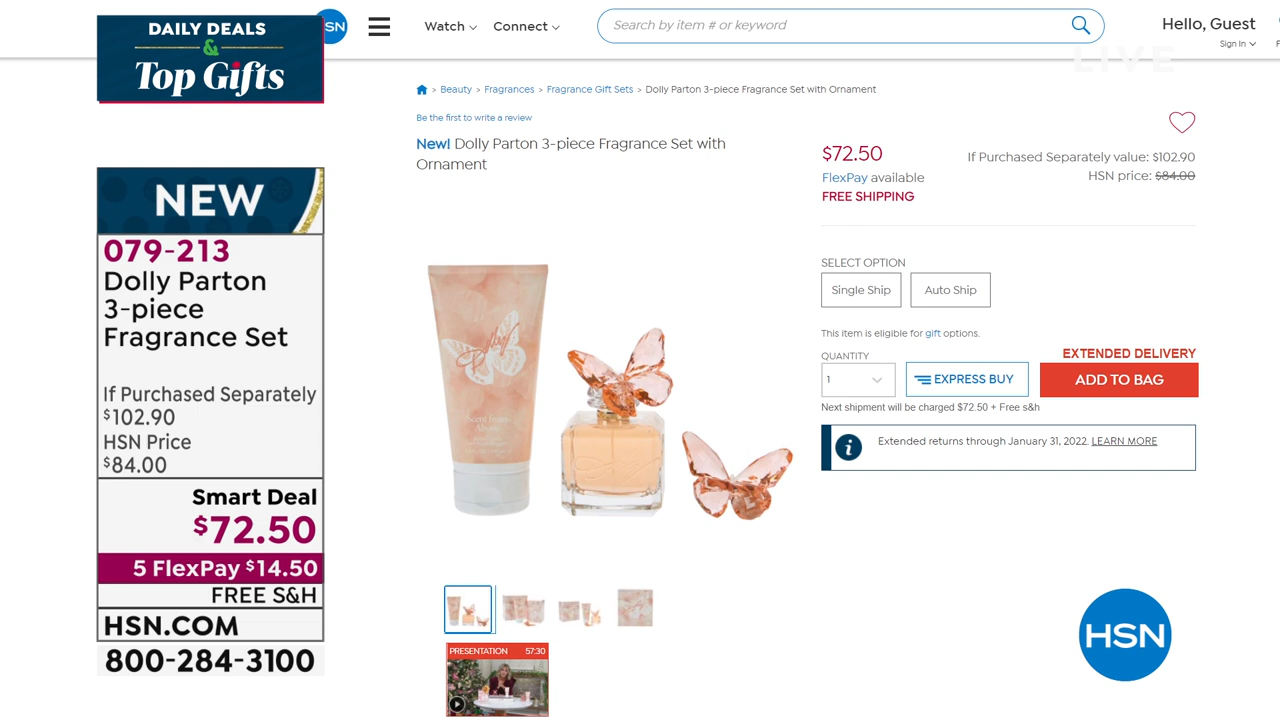 DAILY DEALS
&
Top Gifts
HSN
Watch
Connect
Search by item # or keyword
Hello, Guest
Sign In
LIVE
Beauty > Fragrances > Fragrance Gift Sets > Dolly Parton 3-piece Fragrance Set with Ornament
Be the first to write a review
New! Dolly Parton 3-piece Fragrance Set with
Ornament
$72.50
If Purchased Separately value: $102.90
FlexPay available
HSN price: $84.00
FREE SHIPPING
SELECT OPTION
Single Ship
Auto Ship
This item is eligible for gift options.
QUANTITY
EXTENDED DELIVERY
1
EXPRESS BUY
ADD TO BAG
Next shipment will be charged $72.50 + Free s&h
Extended returns through January 31, 2022. LEARN MORE
NEW
079-213
Dolly Parton
3-piece
Fragrance Set
If Purchased Separately
$102.90
HSN Price
$84.00
Smart Deal
$72.50
5 FlexPay $14.50
FREE S&H
HSN.COM
800-284-3100
Dolly
Scent From
Above
PRESENTATION 57:30
HSN